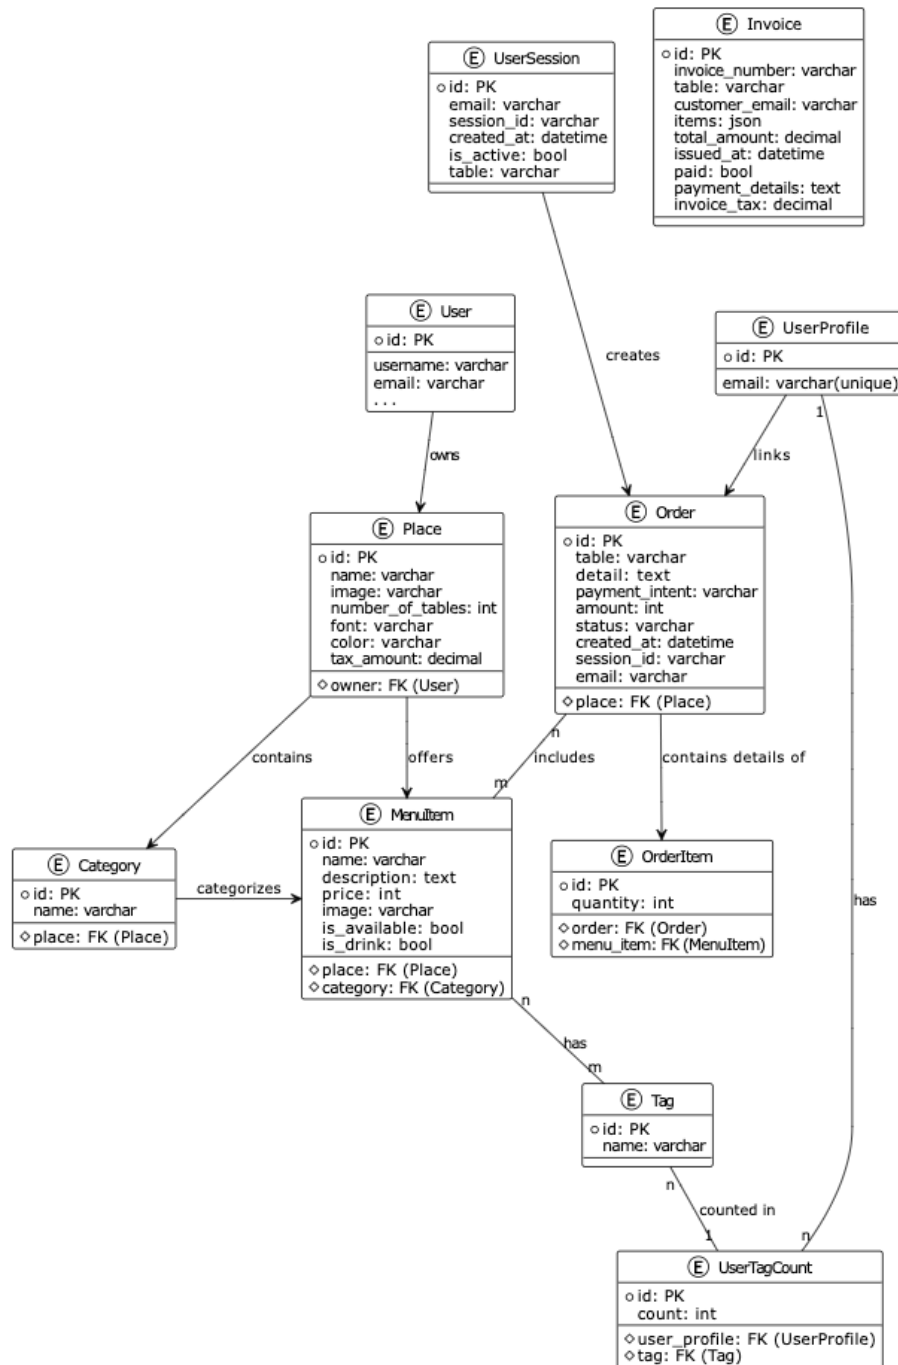 E Invoice
id: PK
invoice_number: varchar
table: varchar
customer_email: varchar
items: json
total_amount: decimal
issued_at: datetime
paid: bool
payment_details: text
invoice_tax: decimal
E UserSession
id: PK
email: varchar
session_id: varchar
created_at: datetime
is_active: bool
table: varchar
creates
E User
id: PK
username: varchar
email: varchar
...
owns
E UserProfile
id: PK
email: varchar(unique)
1
links
E Place
id: PK
name: varchar
image: varchar
number_of_tables: int
font: varchar
color: varchar
tax_amount: decimal
owner: FK (User)
E Order
id: PK
table: varchar
detail: text
payment_intent: varchar
amount: int
status: varchar
created_at: datetime
session_id: varchar
email: varchar
place: FK (Place)
contains
offers
n
includes
m
contains details of
E Category
id: PK
name: varchar
place: FK (Place)
categorizes
E MenuItem
id: PK
name: varchar
description: text
price: int
image: varchar
is_available: bool
is_drink: bool
place: FK (Place)
category: FK (Category)
E OrderItem
id: PK
quantity: int
order: FK (Order)
menu_item: FK (MenuItem)
has
n
has
m
E Tag
id: PK
name: varchar
n
counted in
1
n
E UserTagCount
id: PK
count: int
user_profile: FK (UserProfile)
tag: FK (Tag)